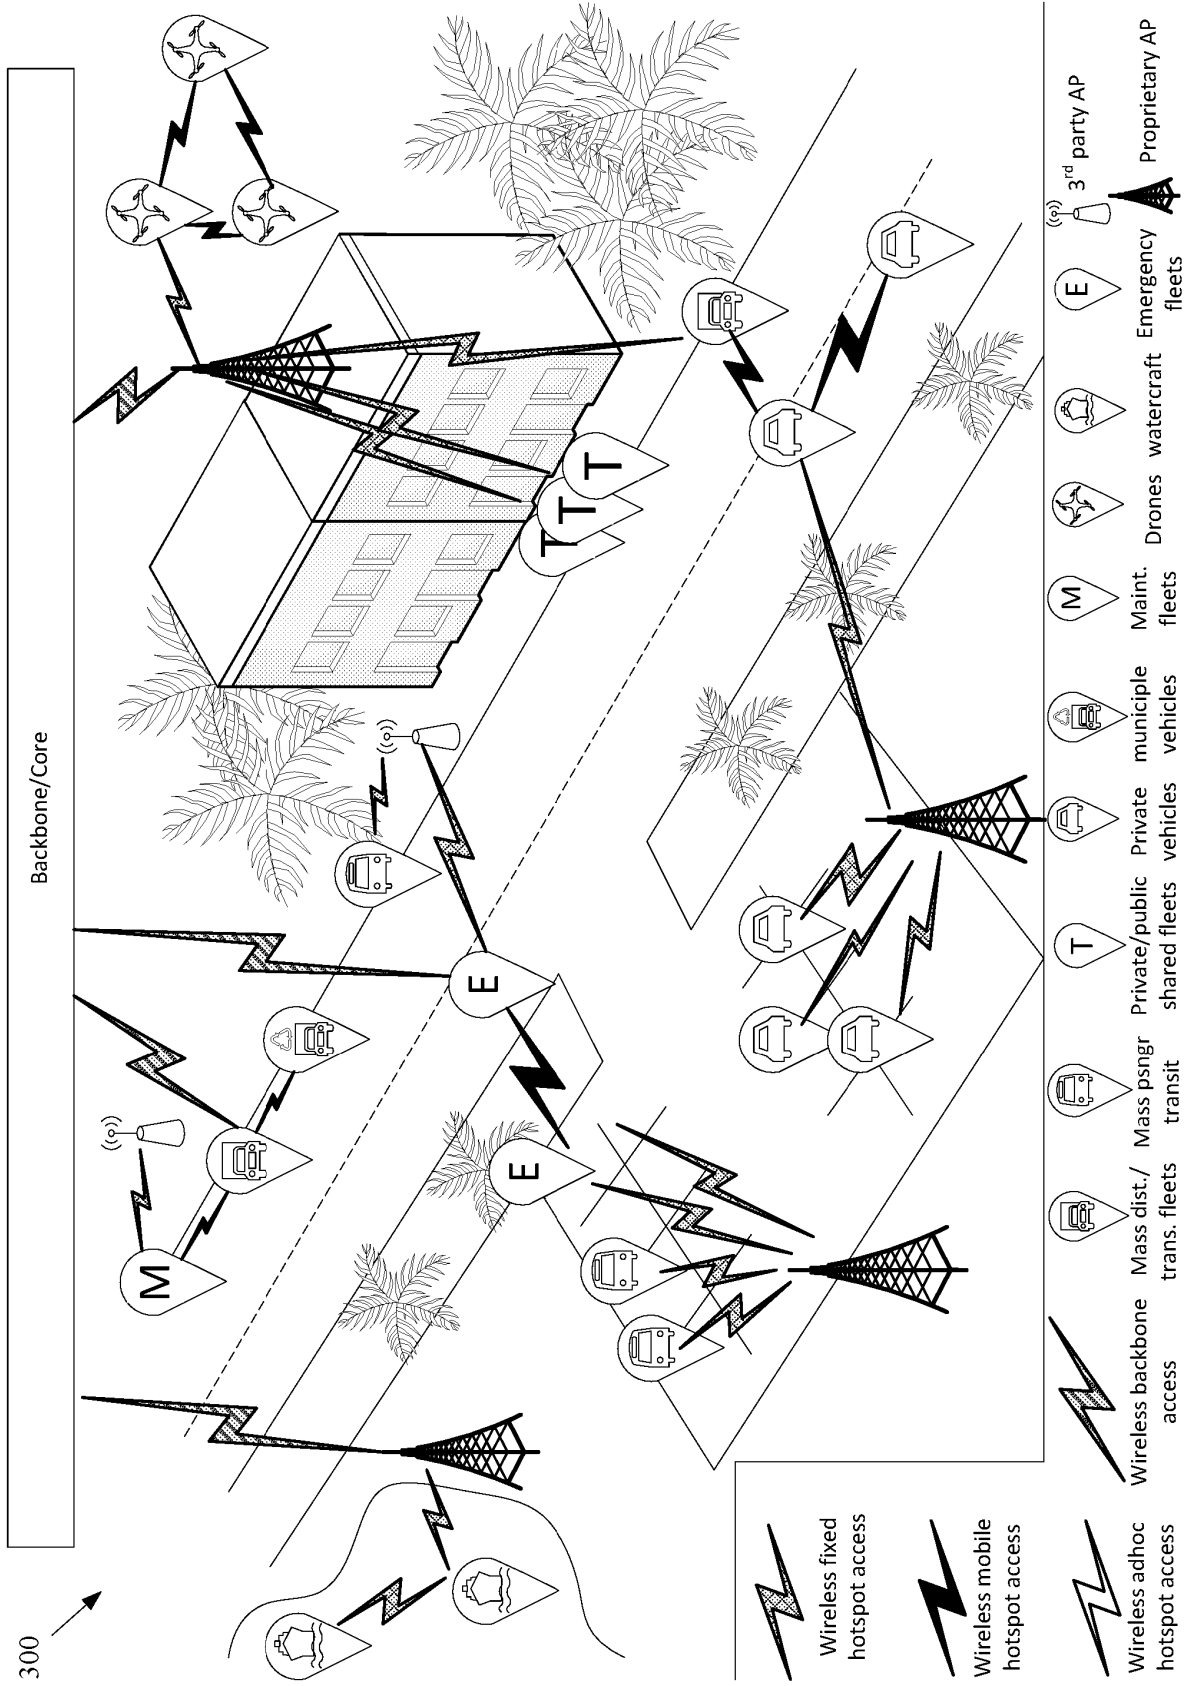 300
Backbone/Core
M
E
E
T
T
T
Wireless fixed
hotspot access
Wireless mobile
hotspot access
Wireless adhoc
hotspot access
Wireless backbone
access
Mass dist./
trans. fleets
Mass psngr
transit
T
Private/public
shared fleets
Private
vehicles
municiple
vehicles
M
Maint.
fleets
Drones
watercraft
E
Emergency
fleets
3rd party AP
Proprietary AP